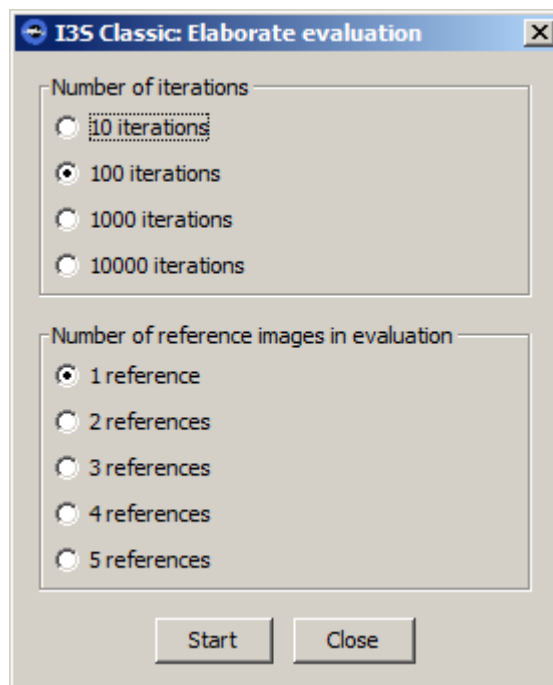 I3S Classic: Elaborate evaluation
Number of iterations
10 iterations
100 iterations
1000 iterations
10000 iterations
Number of reference images in evaluation
1 reference
2 references
3 references
4 references
5 references
Start Close